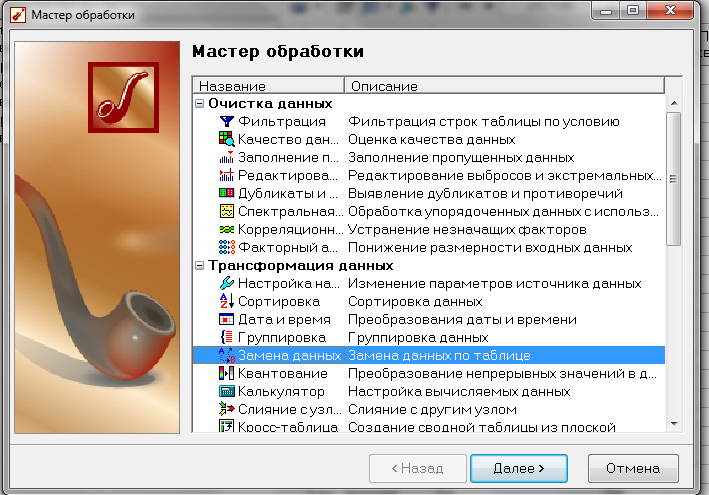 Мастер обработки
Мастер обработки
Название Описание
Очистка данных
Фильтрация Фильтрация строк таблицы по условию
Качество дан... Оценка качества данных
Заполнение п... Заполнение пропущенных данных
Редактирова... Редактирование выбросов и экстремальных...
Дубликаты и ... Выявление дубликатов и противоречий
Спектральная... Обработка упорядоченных данных с использ...
Корреляционн... Устранение незначащих факторов
Факторный а... Понижение размерности входных данных
Трансформация данных
Настройка на... Изменение параметров источника данных
Сортировка Сортировка данных
Дата и время Преобразования даты и времени
Группировка Группировка данных
Замена данных Замена данных по таблице
Квантование Преобразование непрерывных значений в д...
Калькулятор Настройка вычисляемых данных
Слияние с узл... Слияние с другим узлом
Кросс-таблица Создание сводной таблицы из плоской
< Назад Далее > Отмена